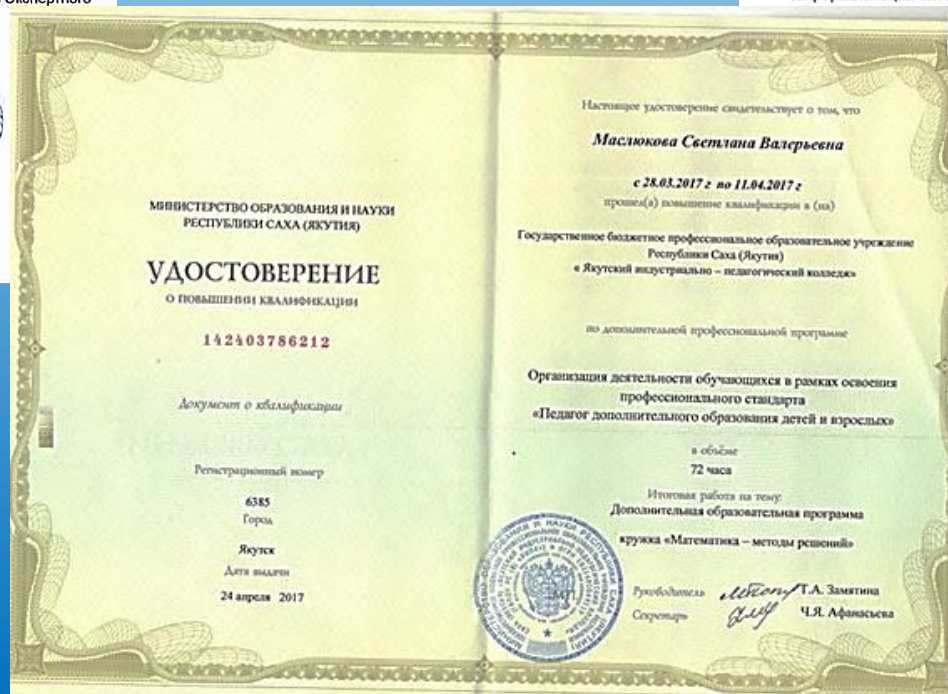 Экспертного
МИНИСТЕРСТВО ОБРАЗОВАНИЯ И НАУКИ
РЕСПУБЛИКИ САХА (ЯКУТИЯ)
УДОСТОВЕРЕНИЕ
О ПОВЫШЕНИИ КВАЛИФИКАЦИИ
142403786212
Документ о квалификации
Регистрационный номер
6385
Город
Якутск
Дата выдачи
24 апреля 2017
Настоящее удостоверение свидетельствует о том, что
Маслюкова Светлана Валерьевна
с 28.03.2017 г по 11.04.2017 г
прошел(а) повышение квалификации в (на)
Государственное бюджетное профессиональное образовательное учреждение
Республики Саха (Якутия)
« Якутский индустриально – педагогический колледж»
по дополнительной профессиональной программе
Организация деятельности обучающихся в рамках освоения
профессионального стандарта
«Педагог дополнительного образования детей и взрослых»
в объёме
72 часа
Итоговая работа на тему:
Дополнительная образовательная программа
кружка «Математика – методы решений»
Руководитель Т.А. Замятина
Секретарь Ч.Я. Афанасьева
М.П.